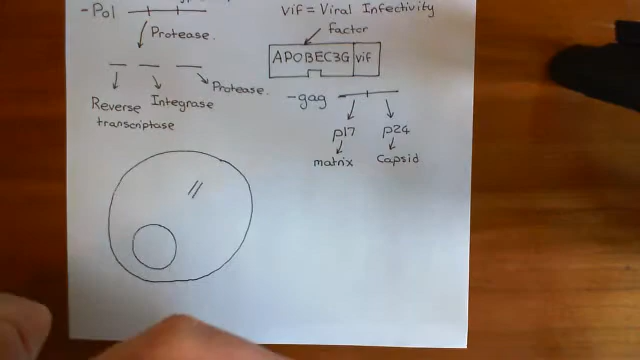 -Pol
Protease.
Reverse transcriptase
Integrase
Protease.
Vif = Viral Infectivity
factor
APOBEC3G vif
-gag
p17
p24
matrix
Capsid